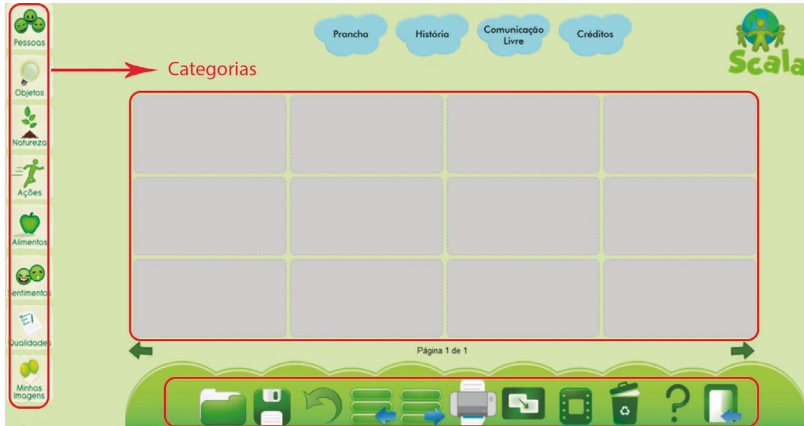 Pessoas
Objetos
Natureza
Ações
Alimentos
Sentimentos
Qualidades
Minhas
Imagens
Categorias
Prancha
História
Comunicação
Livre
Créditos
Scala
Página 1 de 1